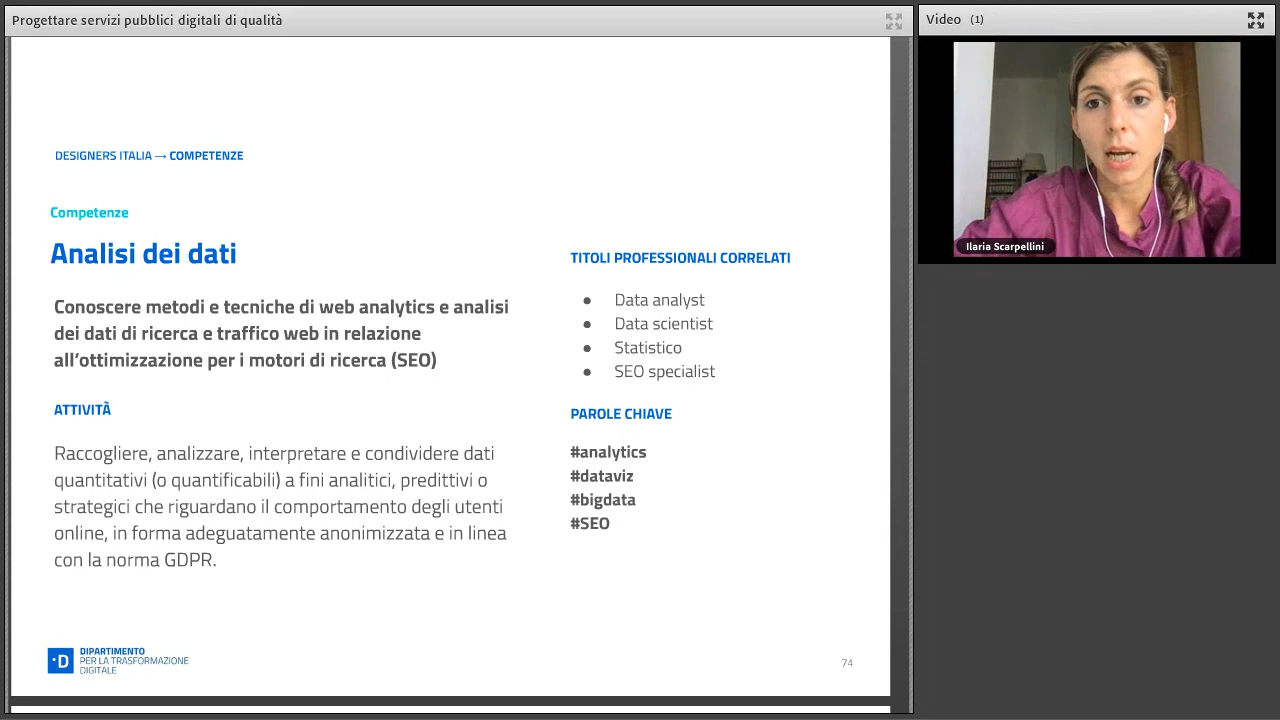 Progettare servizi pubblici digitali di qualità
Video (1)
Ilaria Scarpellini
DESIGNERS ITALIA → COMPETENZE
Competenze
Analisi dei dati
Conoscere metodi e tecniche di web analytics e analisi
dei dati di ricerca e traffico web in relazione
all’ottimizzazione per i motori di ricerca (SEO)
ATTIVITÀ
Raccogliere, analizzare, interpretare e condividere dati
quantitativi (o quantificabili) a fini analitici, predittivi o
strategici che riguardano il comportamento degli utenti
online, in forma adeguatamente anonimizzata e in linea
con la norma GDPR.
TITOLI PROFESSIONALI CORRELATI
● Data analyst
● Data scientist
● Statistico
● SEO specialist
PAROLE CHIAVE
#analytics
#dataviz
#bigdata
#SEO
·D
DIPARTIMENTO
PER LA TRASFORMAZIONE
DIGITALE
74